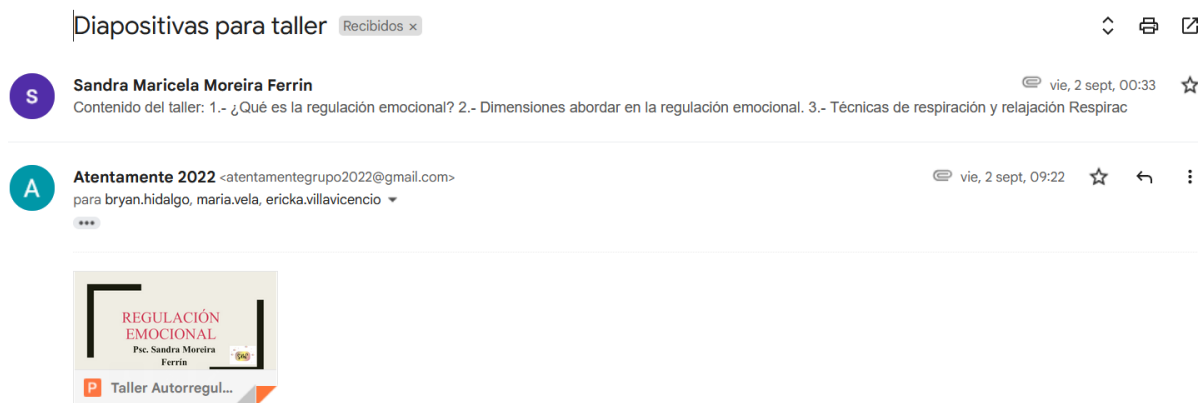 Diapositivas para taller Recibidos ×
S
Sandra Maricela Moreira Ferrin
vie, 2 sept, 00:33
Contenido del taller: 1.- ¿Qué es la regulación emocional? 2.- Dimensiones abordar en la regulación emocional. 3.- Técnicas de respiración y relajación Respirac
A
Atentamente 2022 <atentamentegrupo2022@gmail.com>
vie, 2 sept, 09:22
para bryan.hidalgo, maria.vela, ericka.villavicencio
REGULACIÓN
EMOCIONAL
Psc. Sandra Moreira
Ferrín
P Taller Autorregul...